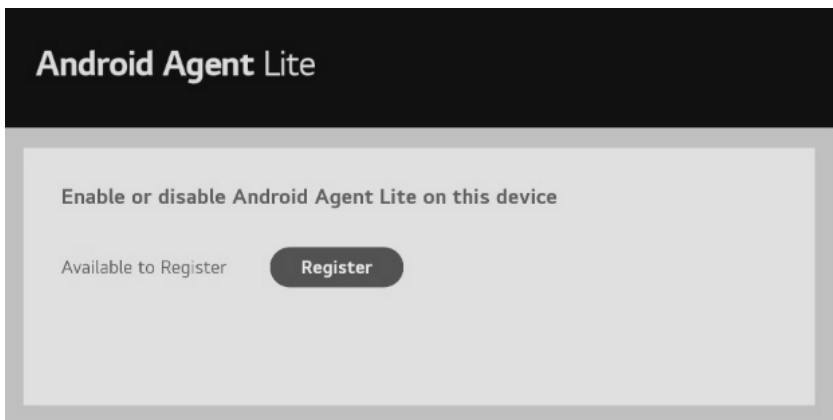 Android Agent Lite
Enable or disable Android Agent Lite on this device
Available to Register Register